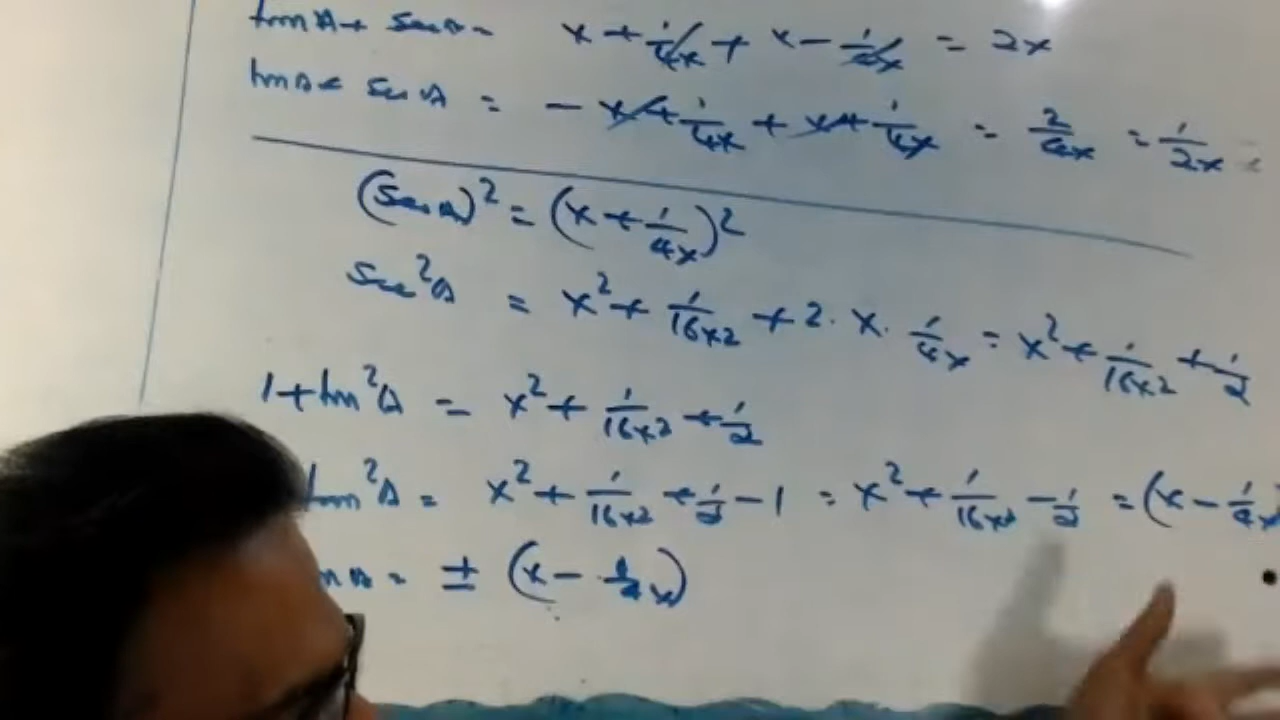 tanA + secA = x + 1/4x + x - 1/4x = 2x
tanA + secA = - x + 1/4x + x + 1/4x = 2/4x = 1/2x =
(secA)² = (x + 1/4x)²
sec²A = x² + 1/16x² + 2 . x . 1/4x = x² + 1/16x² + 1/2
1 + tan²A = x² + 1/16x² + 1/2
tan²A = x² + 1/16x² + 1/2 - 1 = x² + 1/16x² - 1/2 = (x - 1/4x
nA = ± (x - 1/4x)